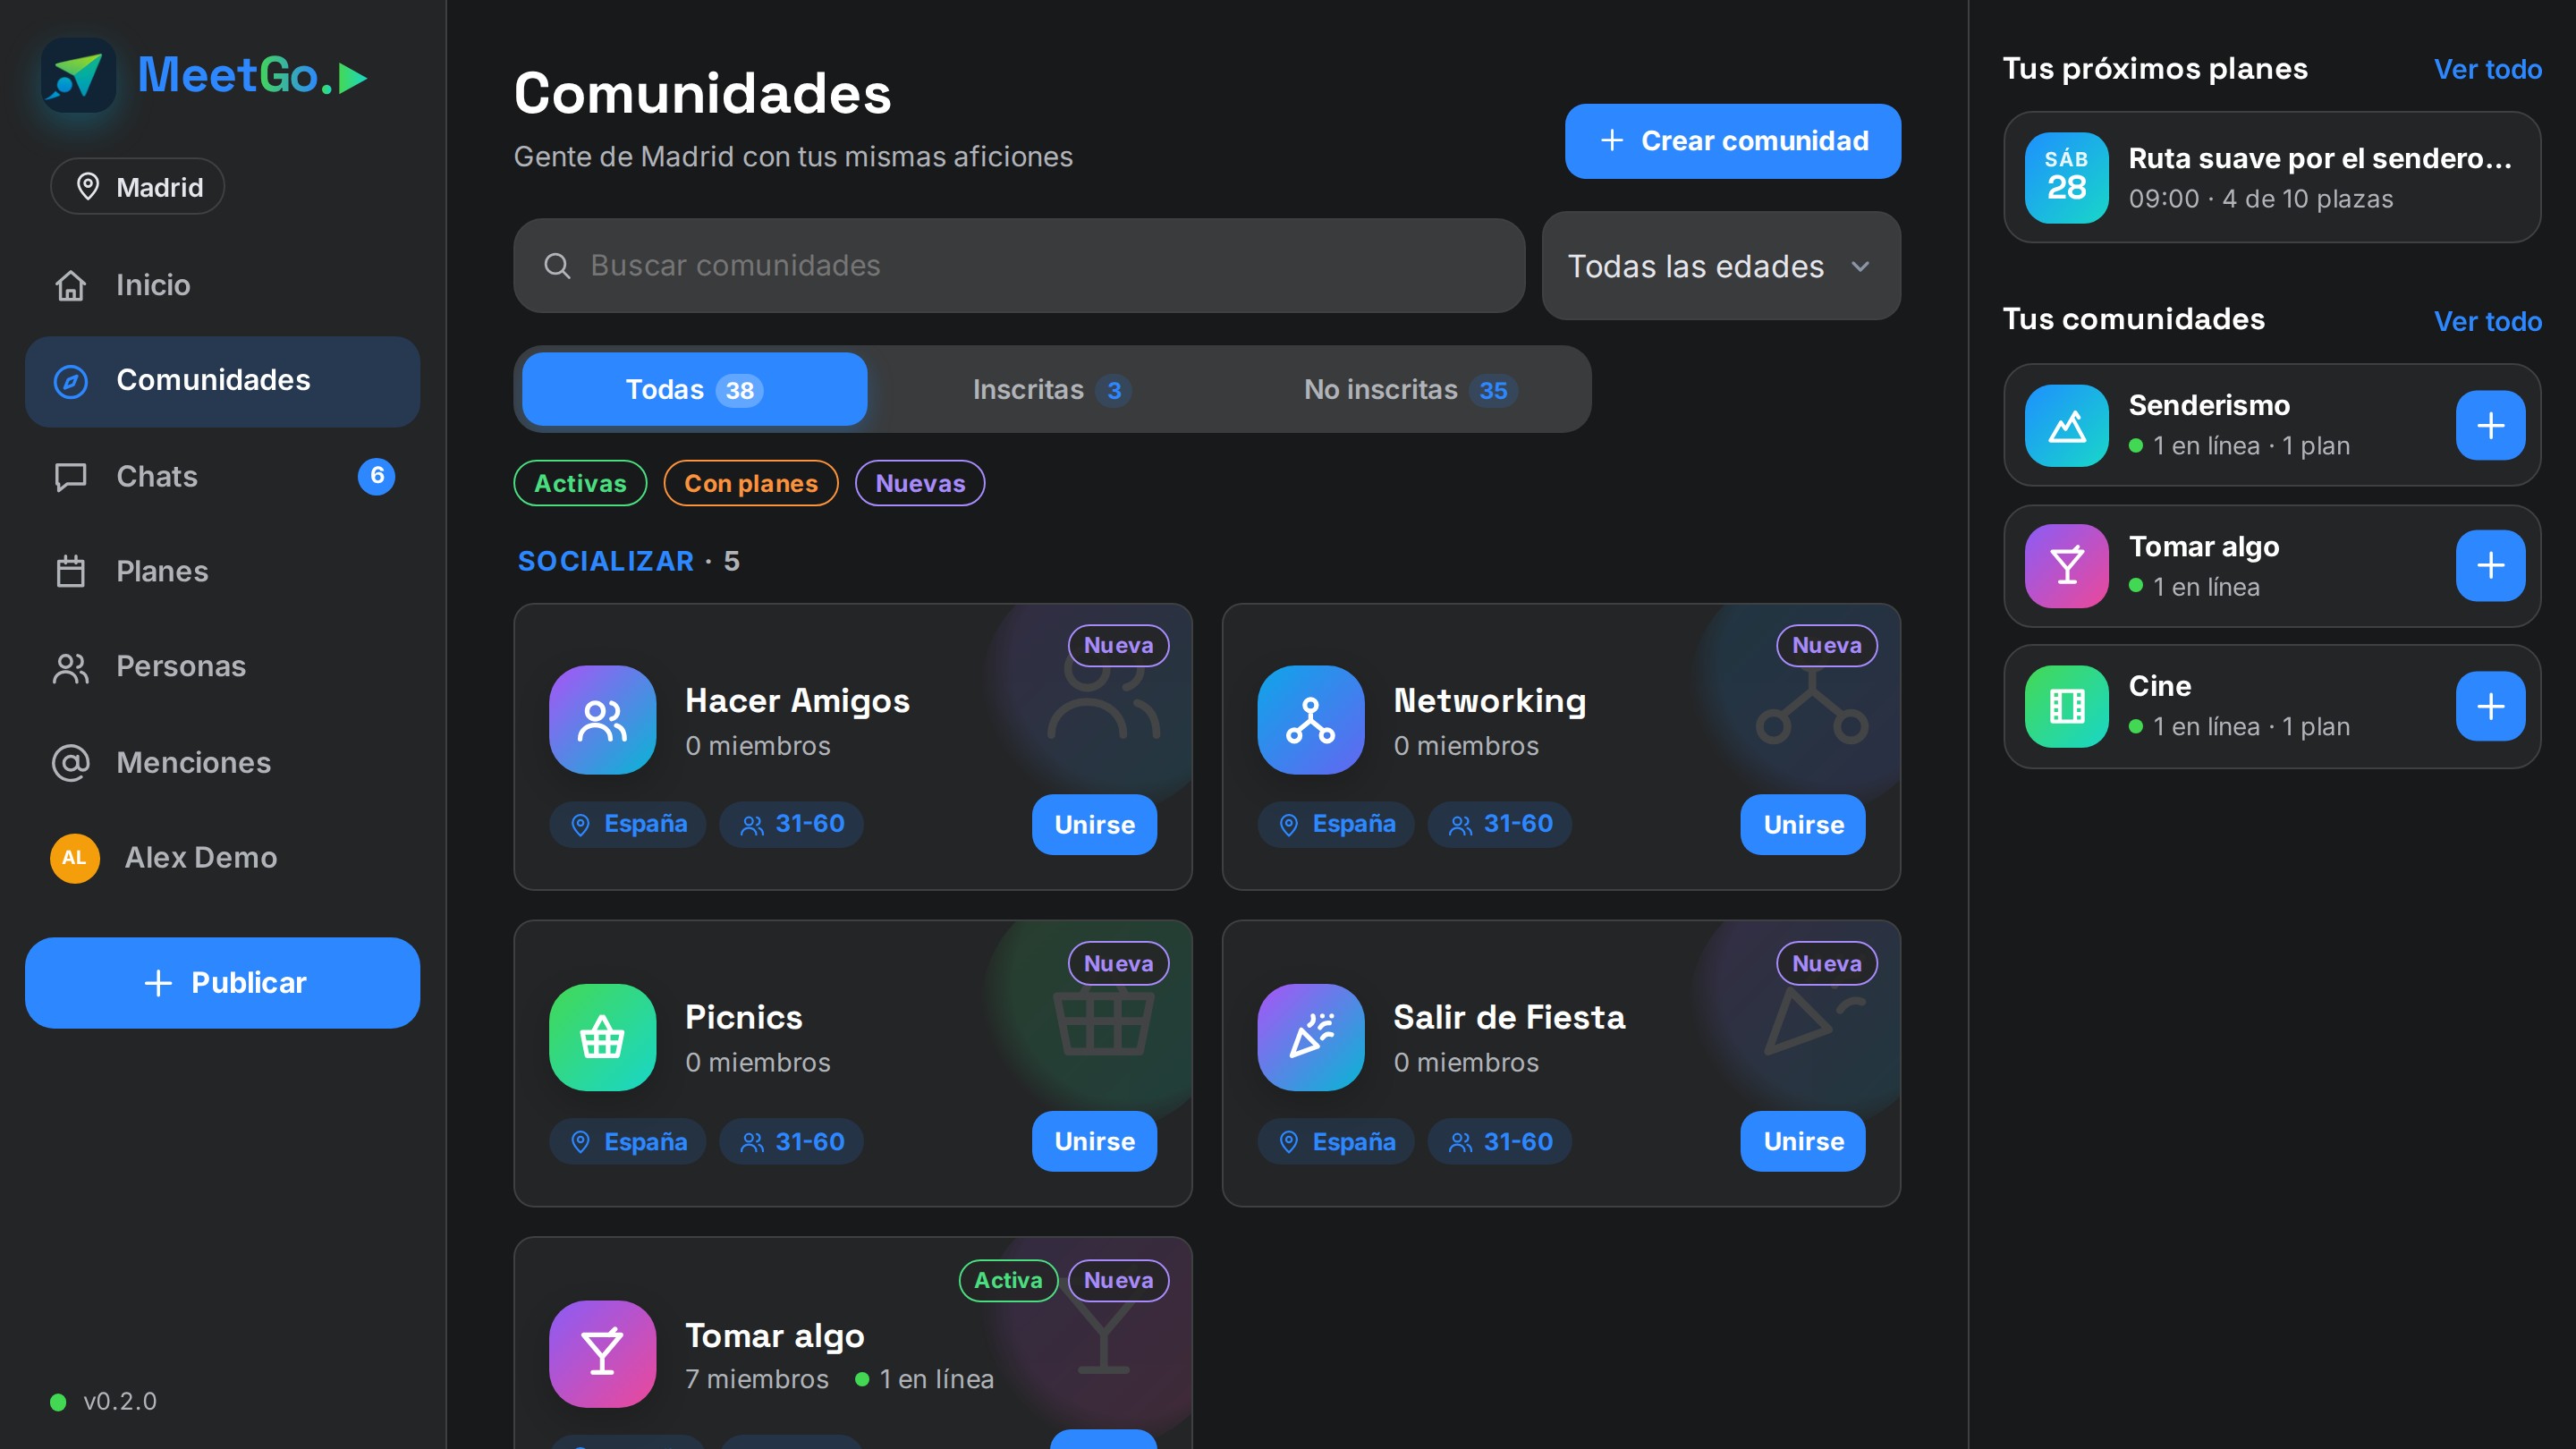 MeetGo.
Madrid
Inicio
Comunidades
Chats
6
Planes
Personas
Menciones
AL
Alex Demo
Publicar
v0.2.0
Comunidades
Gente de Madrid con tus mismas aficiones
Crear comunidad
Buscar comunidades
Todas las edades
Todas 38
Inscritas 3
No inscritas 35
Activas
Con planes
Nuevas
SOCIALIZAR · 5
Nueva
Hacer Amigos
0 miembros
España
31-60
Unirse
Nueva
Networking
0 miembros
España
31-60
Unirse
Nueva
Picnics
0 miembros
España
31-60
Unirse
Nueva
Salir de Fiesta
0 miembros
España
31-60
Unirse
Activa
Nueva
Tomar algo
7 miembros
1 en línea
Tus próximos planes
Ver todo
SÁB
28
Ruta suave por el sendero...
09:00 · 4 de 10 plazas
Tus comunidades
Ver todo
Senderismo
1 en línea · 1 plan
Tomar algo
1 en línea
Cine
1 en línea · 1 plan